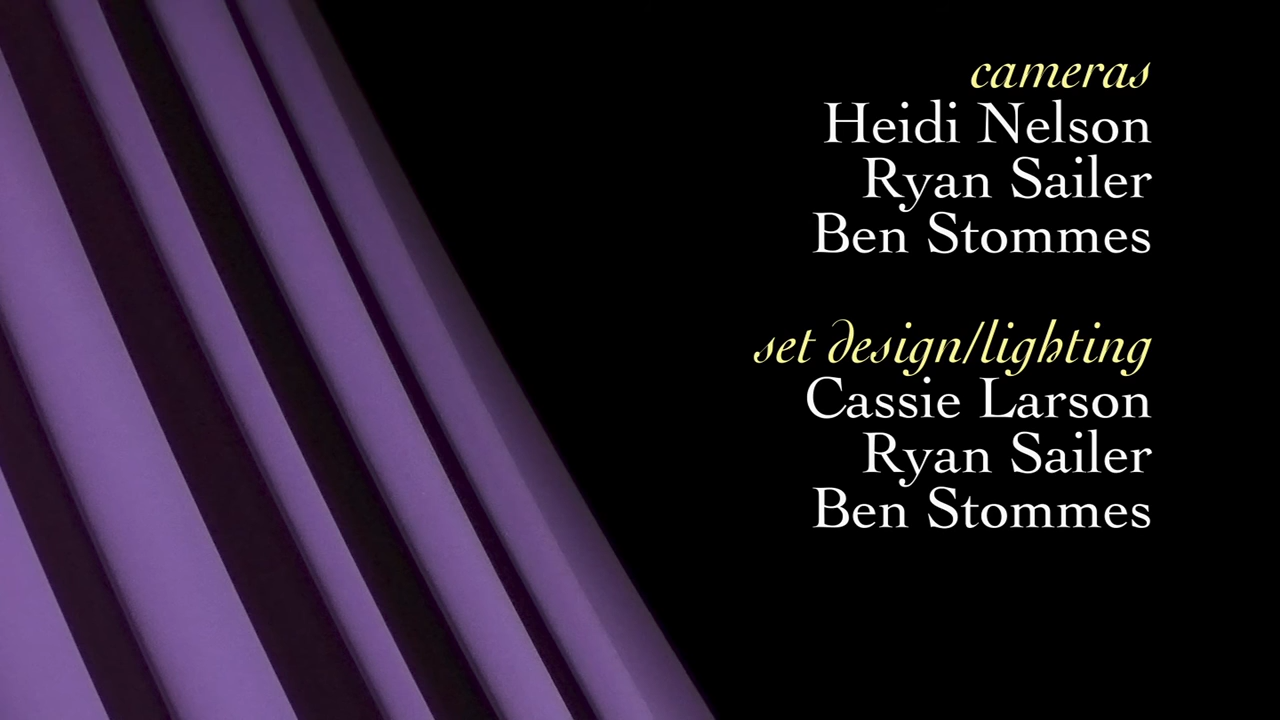 cameras
Heidi Nelson
Ryan Sailer
Ben Stommes
set design/lighting
Cassie Larson
Ryan Sailer
Ben Stommes